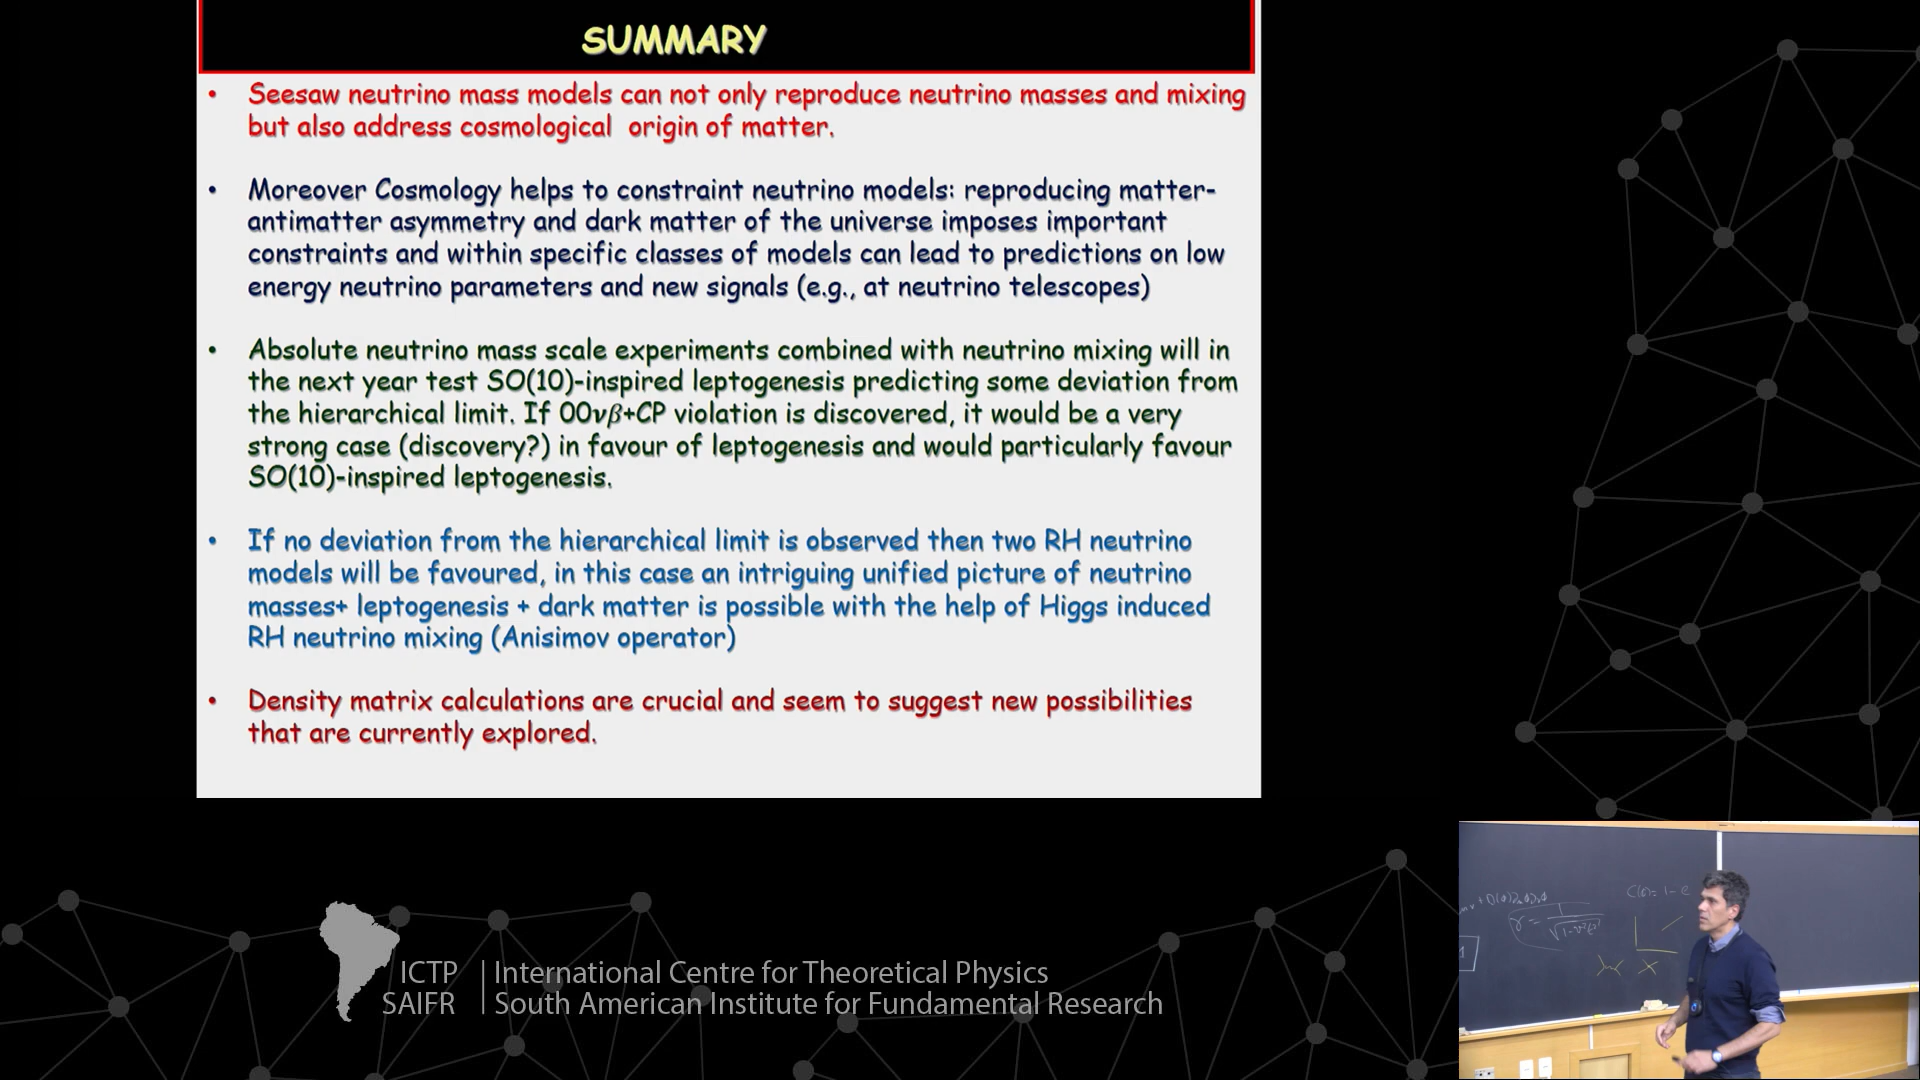 SUMMARY
• Seesaw neutrino mass models can not only reproduce neutrino masses and mixing
but also address cosmological origin of matter.
• Moreover Cosmology helps to constraint neutrino models: reproducing matter-
antimatter asymmetry and dark matter of the universe imposes important
constraints and within specific classes of models can lead to predictions on low
energy neutrino parameters and new signals (e.g., at neutrino telescopes)
• Absolute neutrino mass scale experiments combined with neutrino mixing will in
the next year test SO(10)-inspired leptogenesis predicting some deviation from
the hierarchical limit. If 00νβ+CP violation is discovered, it would be a very
strong case (discovery?) in favour of leptogenesis and would particularly favour
SO(10)-inspired leptogenesis.
• If no deviation from the hierarchical limit is observed then two RH neutrino
models will be favoured, in this case an intriguing unified picture of neutrino
masses+ leptogenesis + dark matter is possible with the help of Higgs induced
RH neutrino mixing (Anisimov operator)
• Density matrix calculations are crucial and seem to suggest new possibilities
that are currently explored.
ICTP | International Centre for Theoretical Physics
SAIFR | South American Institute for Fundamental Research